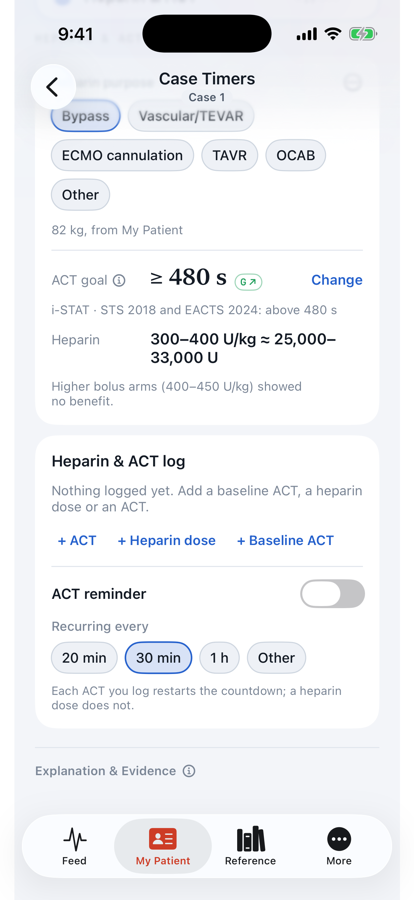 9:41
Case Timers
Case 1
Bypass
Vascular/TEVAR
ECMO cannulation
TAVR
OCAB
Other
82 kg, from My Patient
ACT goal
≥ 480 s
G↗
Change
i-STAT · STS 2018 and EACTS 2024: above 480 s
Heparin
300–400 U/kg ≈ 25,000–
33,000 U
Higher bolus arms (400–450 U/kg) showed
no benefit.
Heparin & ACT log
Nothing logged yet. Add a baseline ACT, a heparin
dose or an ACT.
+ ACT
+ Heparin dose
+ Baseline ACT
ACT reminder
Recurring every
20 min
30 min
1 h
Other
Each ACT you log restarts the countdown; a heparin
dose does not.
Explanation & Evidence
Feed
My Patient
Reference
More